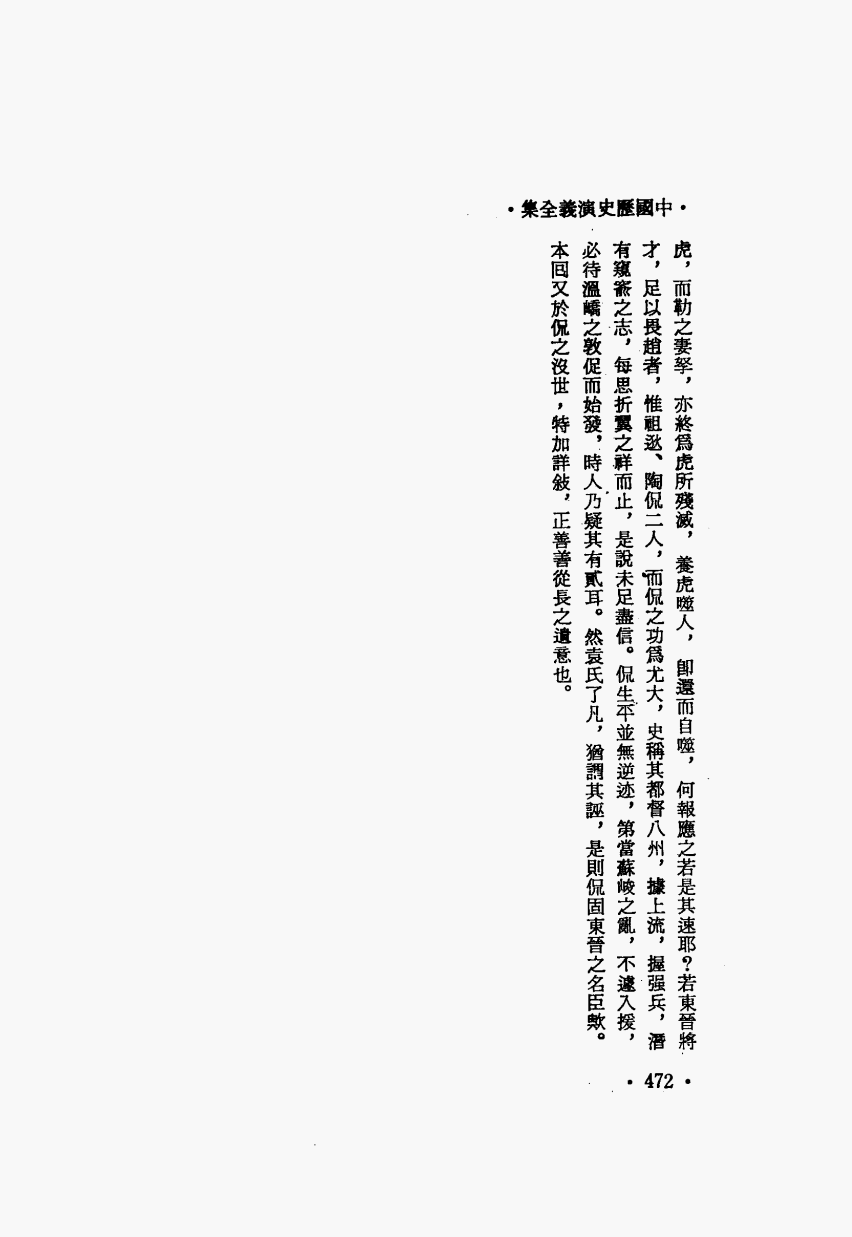 ·中國歷史演義全集·
虎，而勒之妻孥，亦終爲虎所殘滅，養虎噬人，卽還而自噬，何報應之若是其速耶？若東晉將
才，足以畏趙者，惟祖逖、陶侃二人，而侃之功爲尤大，史稱其都督八州，據上流，握强兵，潛
有窺窬之志，每思折翼之祥而止，是說未足盡信。侃生平並無逆迹，第當蘇峻之亂，不遽入援，
必待溫嶠之敦促而始發，時人乃疑其有貳耳。然袁氏了凡，猶謂其誣，是則侃固東晉之名臣歟。
本回又於侃之沒世，特加詳敍，正善善從長之遺意也。
·472·